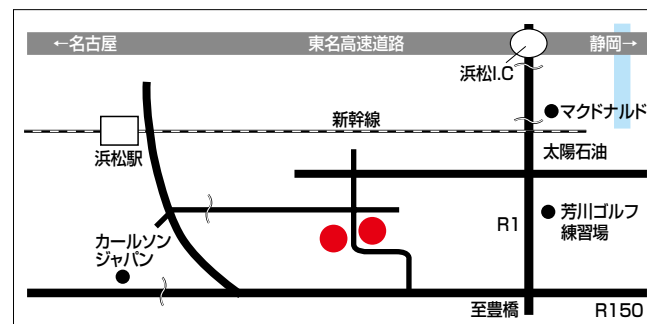 ←名古屋
東名高速道路
静岡→
浜松I.C
マクドナルド
新幹線
浜松駅
太陽石油
カールソン
ジャパン
R1
芳川ゴルフ
練習場
至豊橋
R150